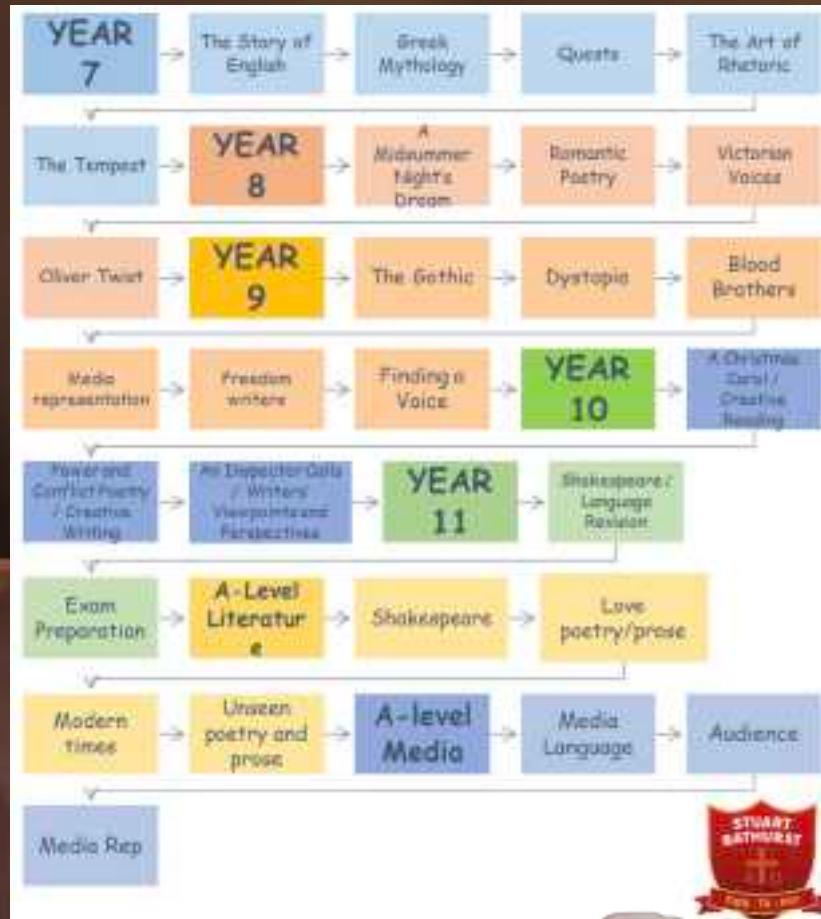 YEAR
7
The Story of
English
Greek
Mythology
Quests
The Art of
Rhetoric
The Tempest
YEAR
8
A
Midsummer
Night's
Dream
Romantic
Poetry
Victorian
Voices
Oliver Twist
YEAR
9
The Gothic
Dystopia
Blood
Brothers
Media
representation
Freedom
writers
Finding a
Voice
YEAR
10
A Christmas
Carol /
Creative
Reading
Power and
Conflict Poetry
/ Creative
Writing
An Inspector Calls
/ Writers'
Viewpoints and
Perspectives
YEAR
11
Shakespeare /
Language
Revision
Exam
Preparation
A-Level
Literatur
e
Shakespeare
Love
poetry/prose
Modern
times
Unseen
poetry and
prose
A-level
Media
Media
Language
Audience
Media Rep
STUART
BATHURST